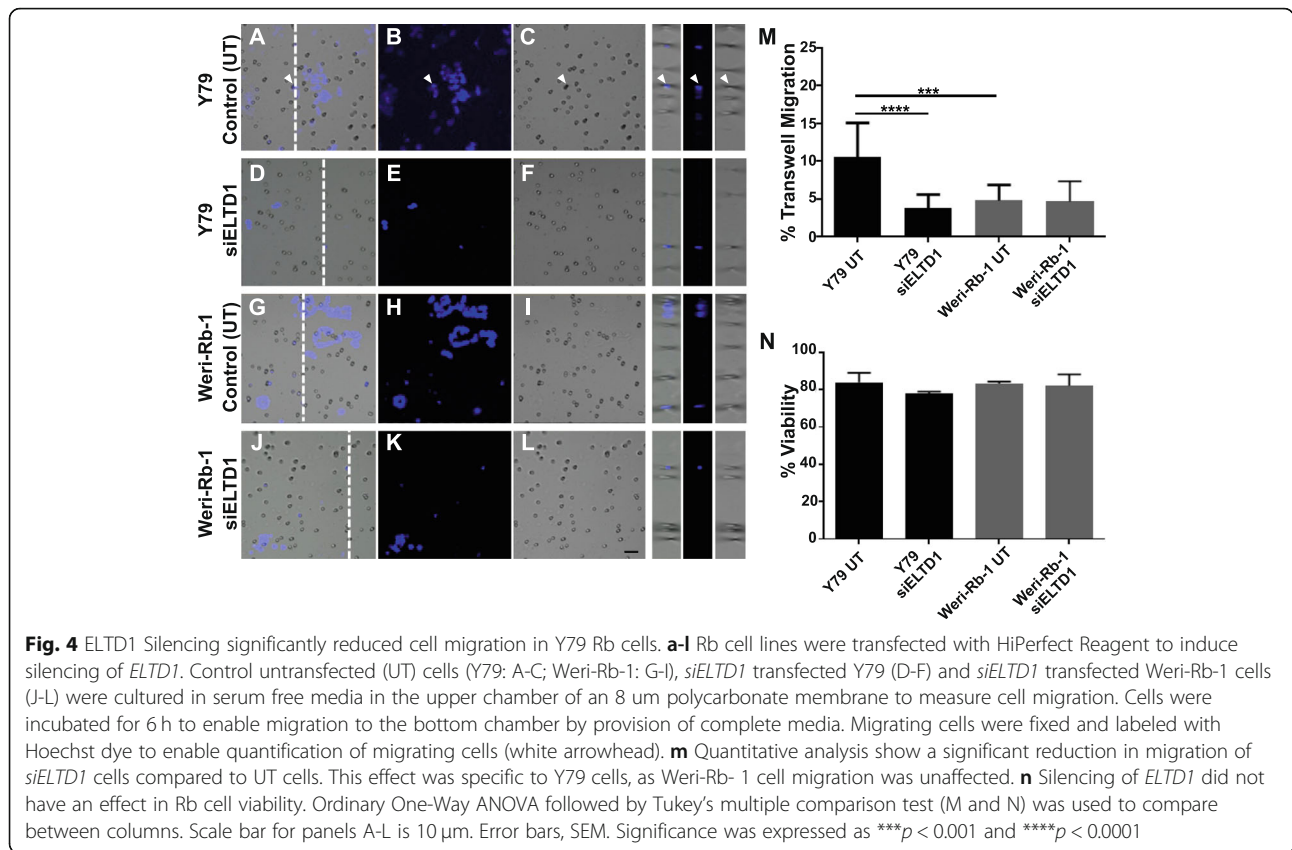 Y79
Control (UT)
A
B
C
Y79
siELTD1
D
E
F
Weri-Rb-1
Control (UT)
G
H
I
Weri-Rb-1
siELTD1
J
K
L
M
% Transwell Migration
25
20
15
10
5
0
***
****
Y79 UT
Y79
siELTD1
Weri-Rb-1 UT
Weri-Rb-1
siELTD1
N
% Viability
100
80
60
40
20
0
Y79 UT
Y79
siELTD1
Weri-Rb-1 UT
Weri-Rb-1
siELTD1
Fig. 4 ELTD1 Silencing significantly reduced cell migration in Y79 Rb cells. a-l Rb cell lines were transfected with HiPerfect Reagent to induce
silencing of ELTD1. Control untransfected (UT) cells (Y79: A-C; Weri-Rb-1: G-I), siELTD1 transfected Y79 (D-F) and siELTD1 transfected Weri-Rb-1 cells
(J-L) were cultured in serum free media in the upper chamber of an 8 um polycarbonate membrane to measure cell migration. Cells were
incubated for 6 h to enable migration to the bottom chamber by provision of complete media. Migrating cells were fixed and labeled with
Hoechst dye to enable quantification of migrating cells (white arrowhead). m Quantitative analysis show a significant reduction in migration of
siELTD1 cells compared to UT cells. This effect was specific to Y79 cells, as Weri-Rb- 1 cell migration was unaffected. n Silencing of ELTD1 did not
have an effect in Rb cell viability. Ordinary One-Way ANOVA followed by Tukey's multiple comparison test (M and N) was used to compare
between columns. Scale bar for panels A-L is 10 μm. Error bars, SEM. Significance was expressed as ***p < 0.001 and ****p < 0.0001